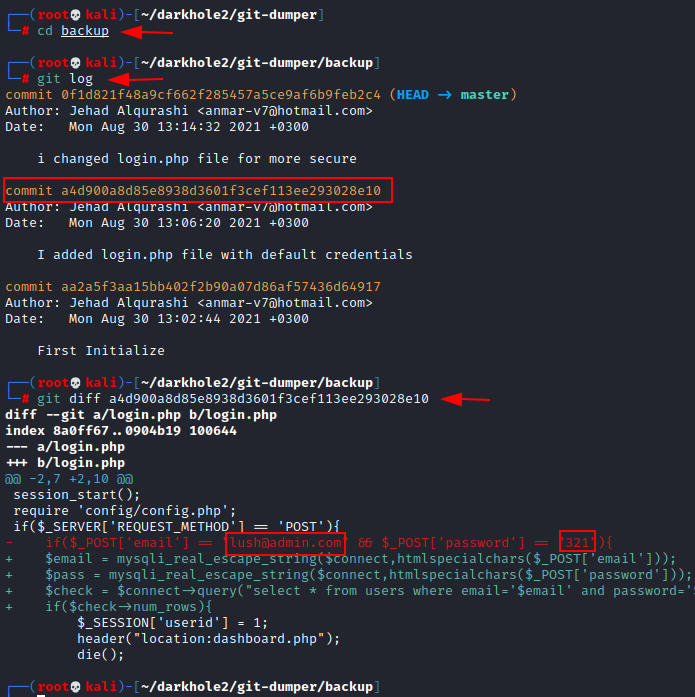 ┌──(root💀kali)-[~/darkhole2/git-dumper]
└─# cd backup
┌──(root💀kali)-[~/darkhole2/git-dumper/backup]
└─# git log
commit 0f1d821f48a9cf662f285457a5ce9af6b9feb2c4 (HEAD → master)
Author: Jehad Alqurashi <anmar-v7@hotmail.com>
Date:   Mon Aug 30 13:14:32 2021 +0300
    i changed login.php file for more secure
commit a4d900a8d85e8938d3601f3cef113ee293028e10
Author: Jehad Alqurashi <anmar-v7@hotmail.com>
Date:   Mon Aug 30 13:06:20 2021 +0300
    I added login.php file with default credentials
commit aa2a5f3aa15bb402f2b90a07d86af57436d64917
Author: Jehad Alqurashi <anmar-v7@hotmail.com>
Date:   Mon Aug 30 13:02:44 2021 +0300
    First Initialize
┌──(root💀kali)-[~/darkhole2/git-dumper/backup]
└─# git diff a4d900a8d85e8938d3601f3cef113ee293028e10
diff --git a/login.php b/login.php
index 8a0ff67..0904b19 100644
--- a/login.php
+++ b/login.php
@@ -2,7 +2,10 @@
 session_start();
 require 'config/config.php';
 if($_SERVER['REQUEST_METHOD'] == 'POST'){
-    if($_POST['email'] == "lush@admin.com" && $_POST['password'] == "321"){
+    $email = mysqli_real_escape_string($connect,htmlspecialchars($_POST['email']));
+    $pass = mysqli_real_escape_string($connect,htmlspecialchars($_POST['password']));
+    $check = $connect→query("select * from users where email='$email' and password='
+    if($check→num_rows){
         $_SESSION['userid'] = 1;
         header("location:dashboard.php");
         die();
┌──(root💀kali)-[~/darkhole2/git-dumper/backup]